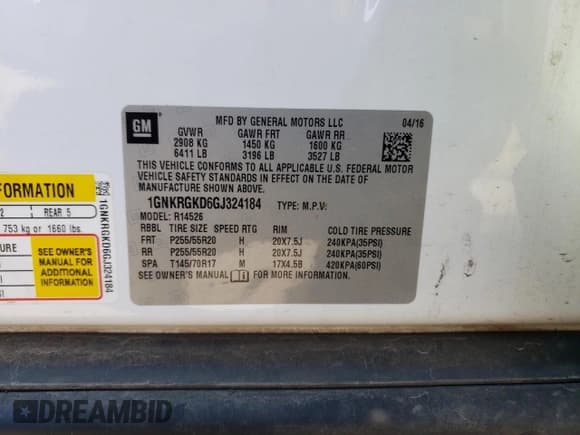 GM
MFD BY GENERAL MOTORS LLC 04/16
GVWR GAWR FRT GAWR RR
2908 KG 1450 KG 1600 KG
6411 LB 3196 LB 3527 LB
THIS VEHICLE CONFORMS TO ALL APPLICABLE U.S. FEDERAL MOTOR
VEHICLE SAFETY STANDARDS IN EFFECT ON THE DATE OF
MANUFACTURE SHOWN ABOVE.
1GNKRGKD6GJ324184 TYPE: M.P.V.
MODEL: R14526
RBBL TIRE SIZE SPEED RTG RIM COLD TIRE PRESSURE
FRT P255/55R20 H 20X7.5J 240KPA(35PSI)
RR P255/55R20 H 20X7.5J 240KPA(35PSI)
SPA T145/70R17 M 17X4.5B 420KPA(60PSI)
SEE OWNER'S MANUAL FOR MORE INFORMATION
FORMATION
2 REAR 5
753 kg or 1660 lbs.
SURE
SEE OWNER'S
MANUAL FOR
ADDITIONAL
INFORMATION
1GNKRGKD6GJ324184
DREAMBID